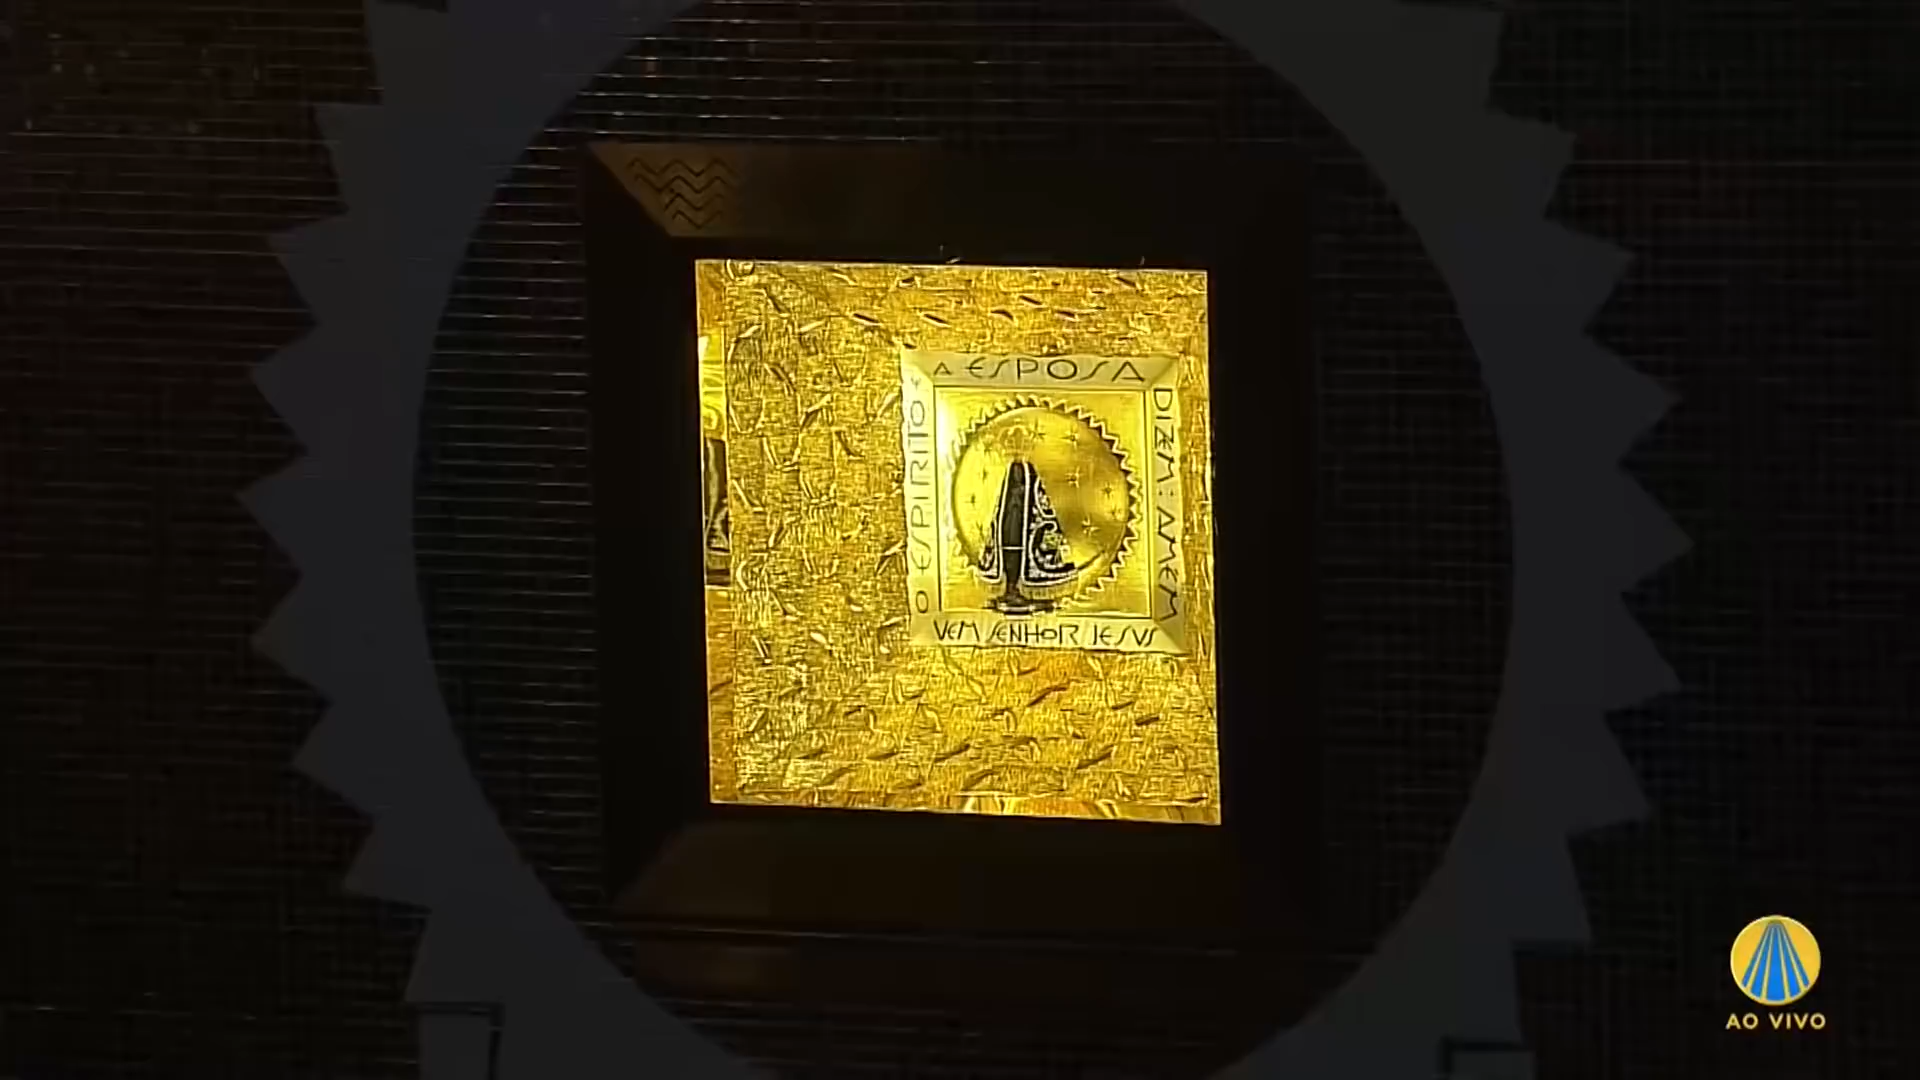 O ESPIRITO E
A ESPOSA
DIZEM: AMEM
VEM SENHOR JESUS
AO VIVO